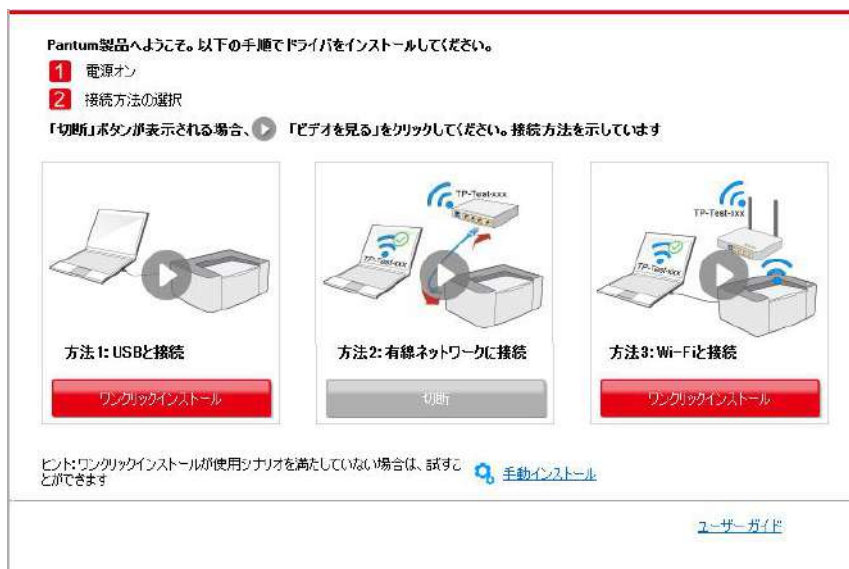 Pantum製品へようこそ。以下の手順でドライバをインストールしてください。
1 電源オン
2 接続方法の選択
「切断」ボタンが表示される場合、 「ビデオを見る」をクリックしてください。接続方法を示しています
TP-Test-xxx
TP-Test-xxx
TP-Test-xxx
TP-Test-xxx
方法1:USBと接続
方法2:有線ネットワークに接続
方法3:Wi-Fiと接続
ワンクリックインストール
切断
ワンクリックインストール
ヒント:ワンクリックインストールが使用シナリオを満たしていない場合は、試すこ
とができます
手動インストール
ユーザーガイド